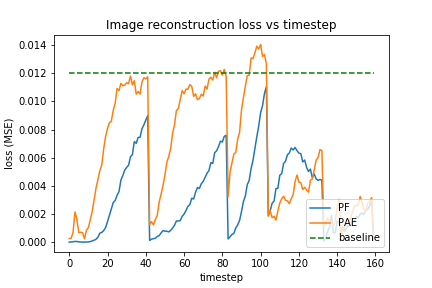 Image reconstruction loss vs timestep
loss (MSE)
0.014
0.012
0.010
0.008
0.006
0.004
0.002
0.000
0 20 40 60 80 100 120 140 160
timestep
PF
PAE
baseline